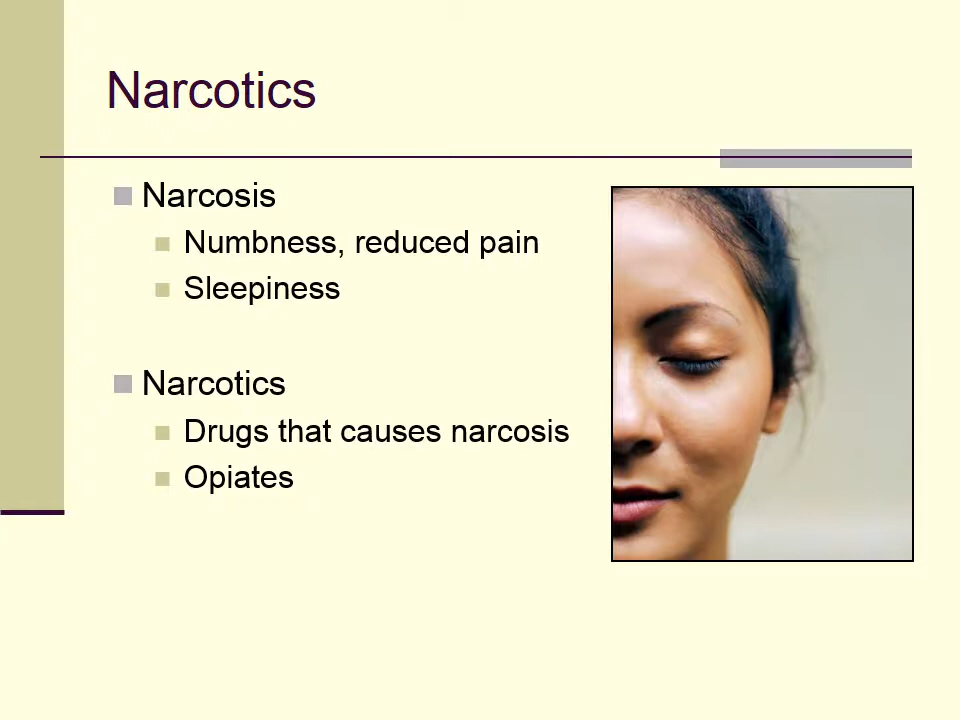 Narcotics
Narcosis
Numbness, reduced pain
Sleepiness
Narcotics
Drugs that causes narcosis
Opiates